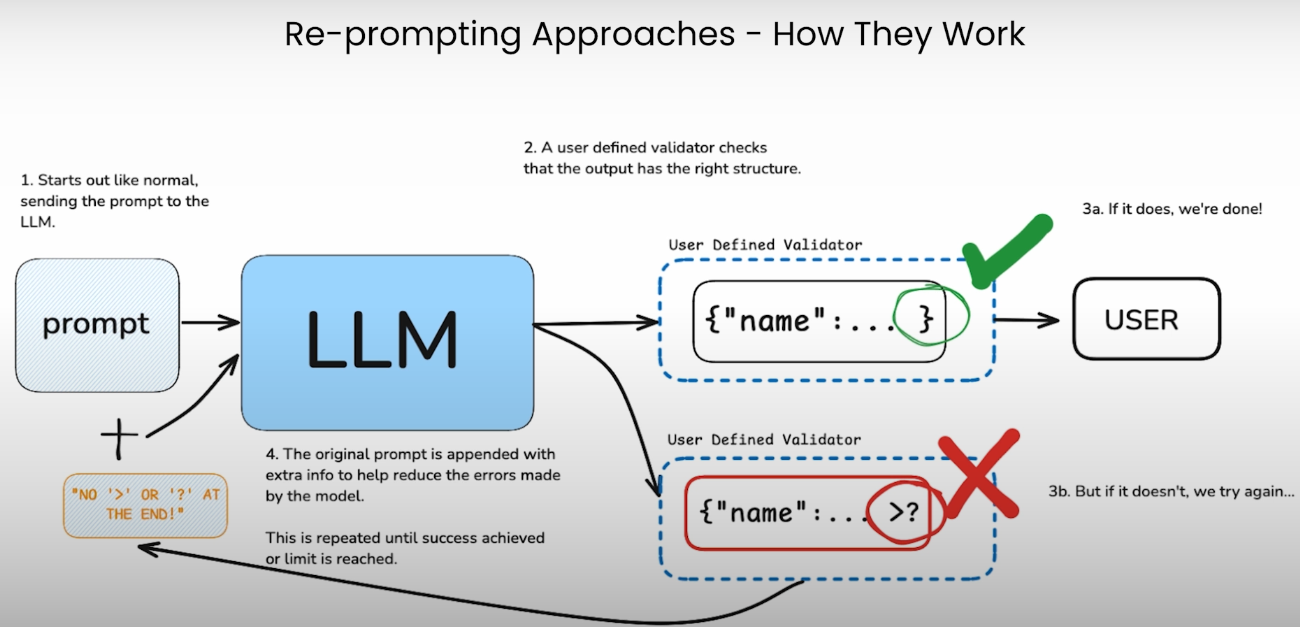 Re-prompting Approaches - How They Work
1. Starts out like normal,
sending the prompt to the
LLM.
2. A user defined validator checks
that the output has the right structure.
3a. If it does, we're done!
User Defined Validator
prompt
LLM
{"name":... }
USER
User Defined Validator
{"name":... >?
3b. But if it doesn't, we try again...
+
"NO '>' OR '?' AT
THE END!"
4. The original prompt is appended with
extra info to help reduce the errors made
by the model.
This is repeated until success achieved
or limit is reached.